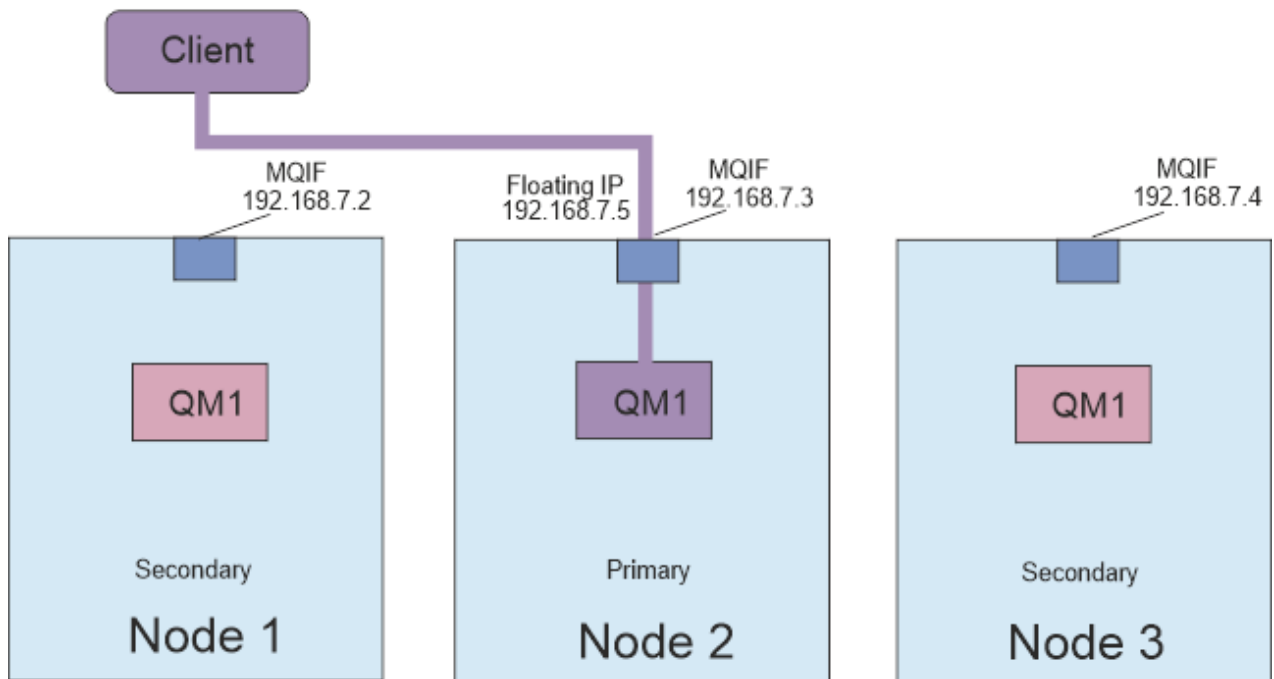 Client
MQIF
192.168.7.2
Floating IP
192.168.7.5
MQIF
192.168.7.3
MQIF
192.168.7.4
QM1
QM1
QM1
Secondary
Primary
Secondary
Node 1
Node 2
Node 3